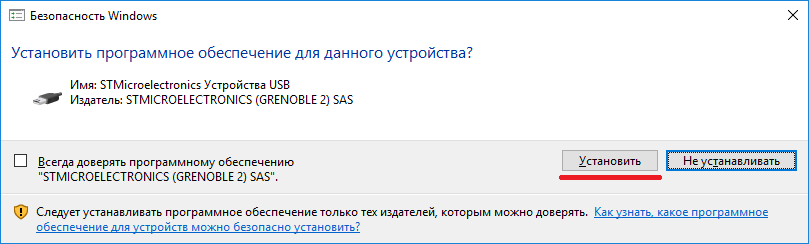 Безопасность Windows
Установить программное обеспечение для данного устройства?
Имя: STMicroelectronics Устройства USB
Издатель: STMICROELECTRONICS (GRENOBLE 2) SAS
Всегда доверять программному обеспечению
"STMICROELECTRONICS (GRENOBLE 2) SAS".
Установить
Не устанавливать
Следует устанавливать программное обеспечение только тех издателей, которым можно доверять. Как узнать, какое программное
обеспечение для устройств можно безопасно установить?